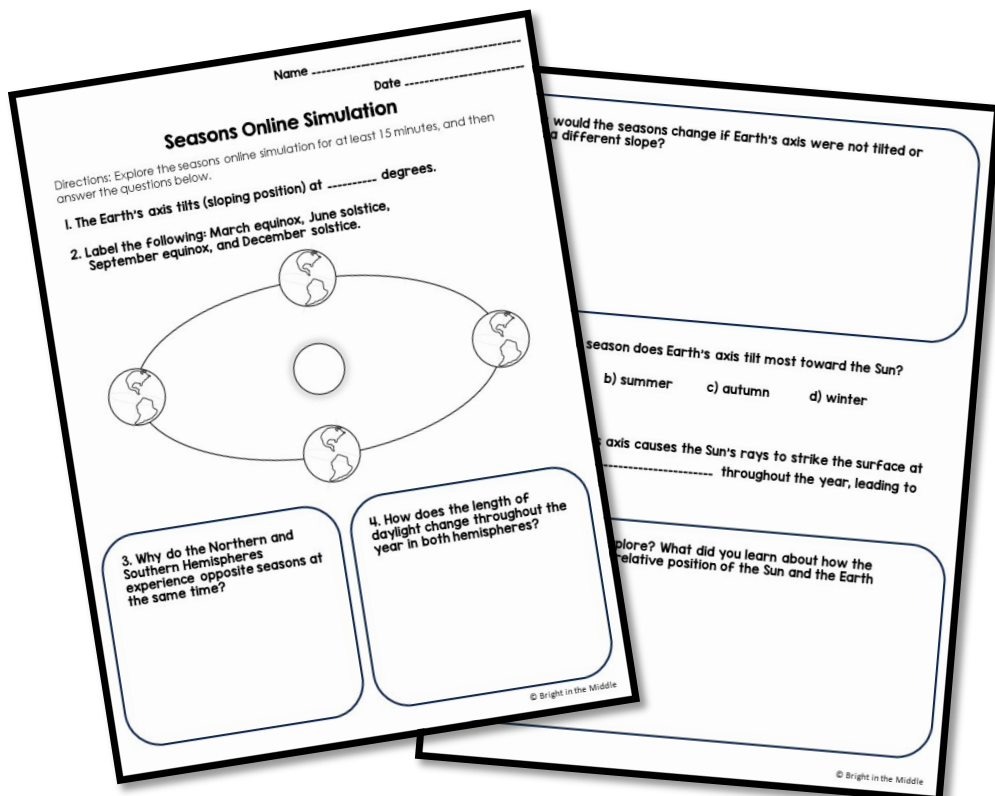 Name
Date
Seasons Online Simulation
Directions: Explore the seasons online simulation for at least 15 minutes, and then
answer the questions below.
1. The Earth's axis tilts (sloping position) at __________ degrees.
2. Label the following: March equinox, June solstice,
September equinox, and December solstice.
3. Why do the Northern and
Southern Hemispheres
experience opposite seasons at
the same time?
4. How does the length of
daylight change throughout the
year in both hemispheres?
© Bright in the Middle
would the seasons change if Earth's axis were not tilted or
a different slope?
season does Earth's axis tilt most toward the Sun?
b) summer c) autumn d) winter
axis causes the Sun's rays to strike the surface at
____________________ throughout the year, leading to
plore? What did you learn about how the
relative position of the Sun and the Earth
© Bright in the Middle